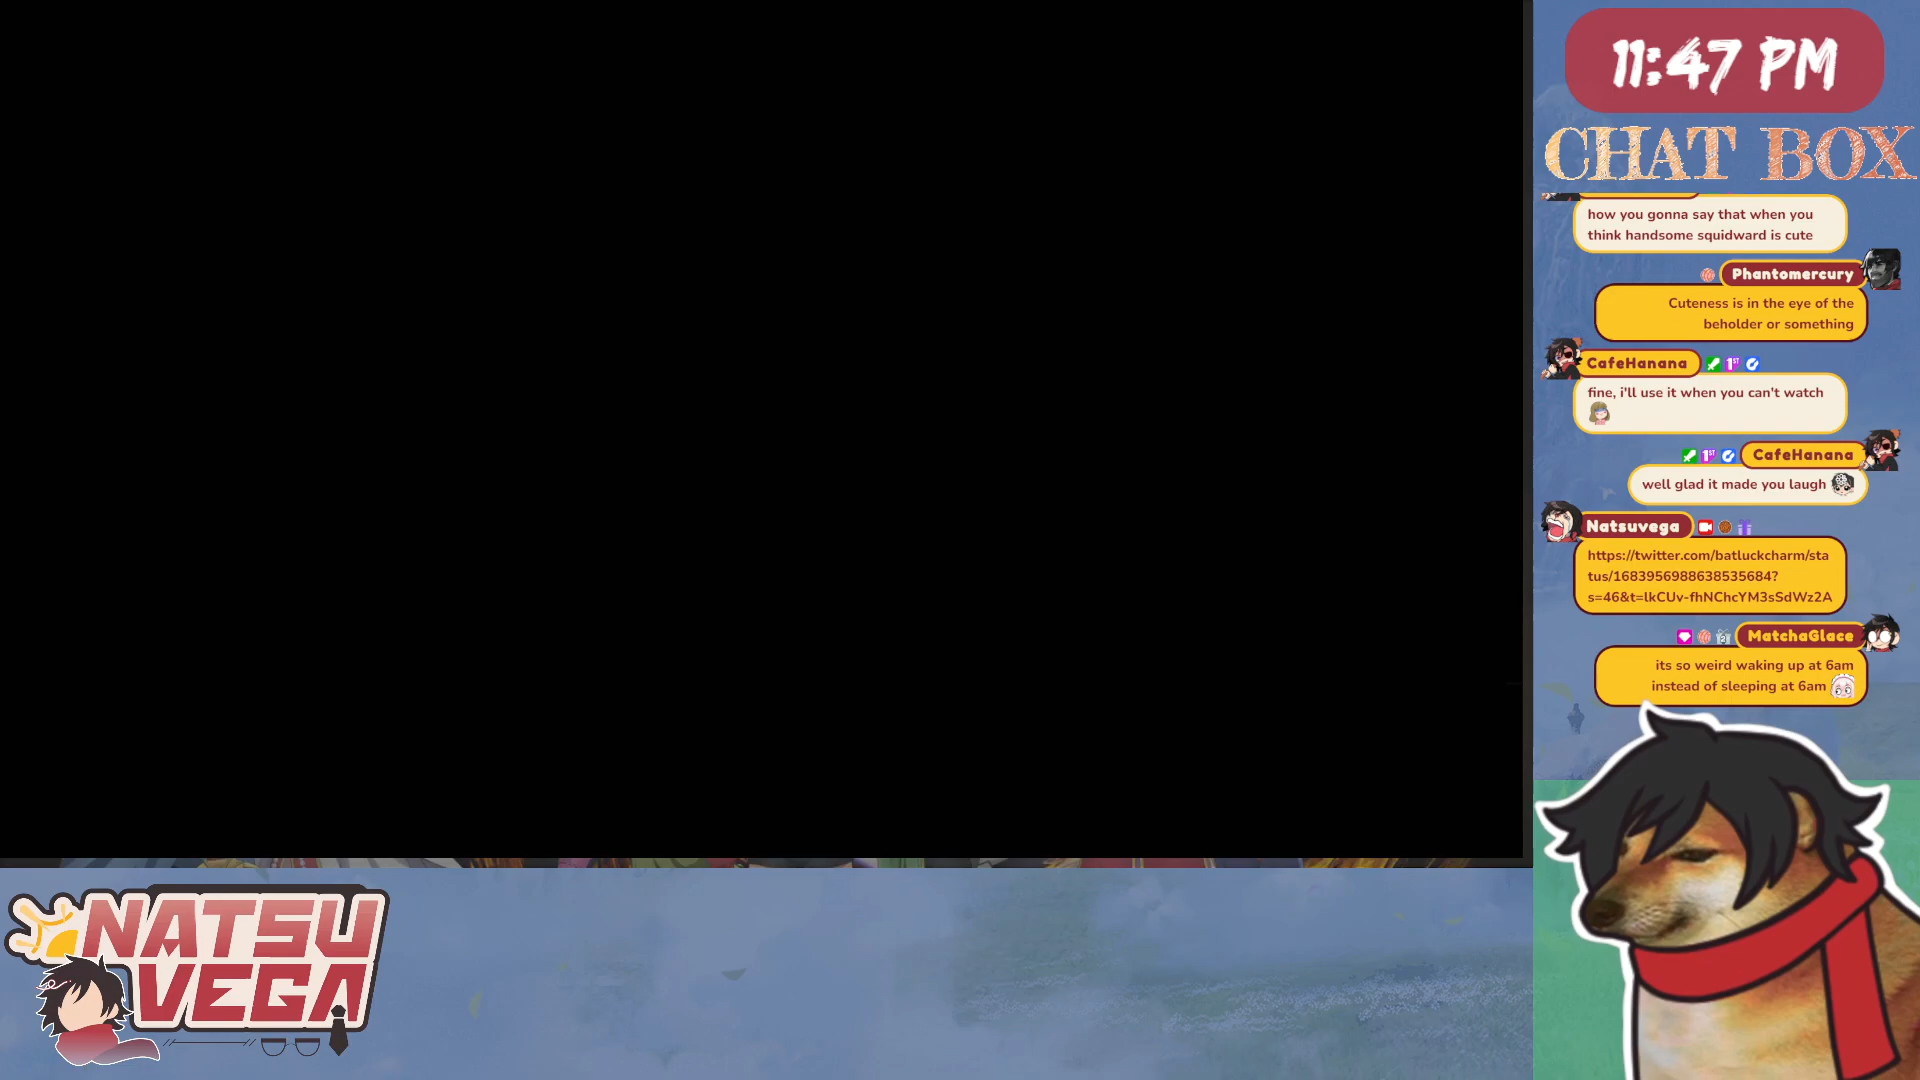 11:47 PM
CHAT BOX
how you gonna say that when you
think handsome squidward is cute
Phantomercury
Cuteness is in the eye of the
beholder or something
CafeHanana
1ST
fine, i'll use it when you can't watch
1ST
CafeHanana
well glad it made you laugh
Natsuvega
https://twitter.com/batluckcharm/sta
tus/1683956988638535684?
s=46&t=lkCUv-fhNChcYM3sSdWz2A
MatchaGlace
its so weird waking up at 6am
instead of sleeping at 6am
NATSU
VEGA